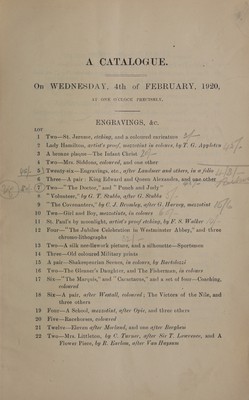 A CATALOGUE.
On WEDNESDAY, 4th of FEBRUARY, 1920,
AT ONE O'CLOCK PRECISELY.
ENGRAVINGS, &c.
LOT
1 Two—St. Jerome, etching, and a coloured caricature
2 Lady Hamilton, artist's proof, mezzotint in colours, by T. G. Appleton
3 A bronze plaque—The Infant Christ
4 Two—Mrs. Siddons, coloured, and one other
5 Twenty-six—Engravings, etc., after Landseer and others, in a folio
6 Three—A pair: King Edward and Queen Alexandra, and one other
7 Two—"The Doctor," and "Punch and Judy"
8 "Volunteer," by G. T. Stubbs, after G. Stubbs
9 "The Coronation," by C. J. Bromley, after G. Harvey, mezzotint
10 Two—Girl and Boy, mezzotints, in colours
11 St. Paul's by moonlight, artist's proof etching, by F. S. Walker
12 Four—"The Jubilee Celebration in Westminster Abbey," and three
chromo-lithographs
13 Two—A silk needlework picture, and a silhouette—Sportsmen
14 Three—Old coloured Military prints
15 A pair—Shakespearian Scenes, in colours, by Bartolozzi
16 Two—The Gleaner's Daughter, and The Fisherman, in colours
17 Six—"The Marquis," and "Carnations," and a set of four—Coaching,
coloured
18 Six—A pair, after Westall, coloured; The Victors of the Nile, and
three others
19 Four—A School, mezzotint, after Opie, and three others
20 Five—Racehorses, coloured
21 Twelve—Eleven after Morland, and one after Berghem
22 Two—Mrs. Littleton, by C. Turner, after Sir T. Lawrence, and A
Flower Piece, by R. Earlom, after Van Huysum